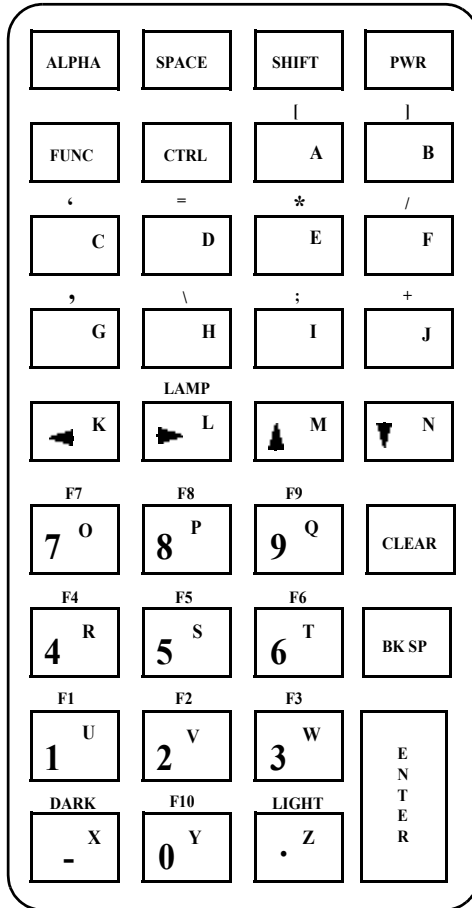 ALPHA SPACE SHIFT PWR
[ ]
FUNC CTRL A B
‘ = * /
C D E F
, \ ; +
G H I J
LAMP
K L M N
F7 F8 F9
7 O 8 P 9 Q CLEAR
F4 F5 F6
4 R 5 S 6 T BK SP
F1 F2 F3
1 U 2 V 3 W
DARK F10 LIGHT
- X 0 Y . Z
E
N
T
E
R